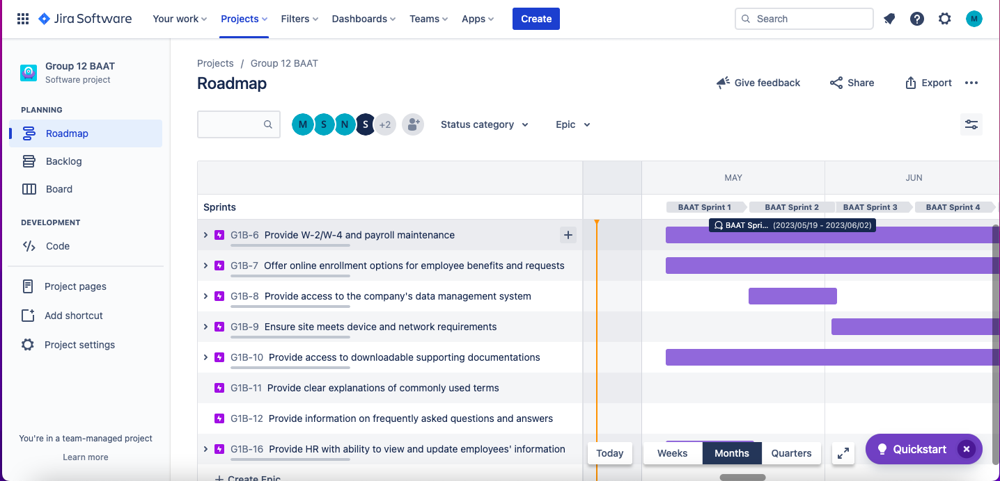 Jira Software
Your work
Projects
Filters
Dashboards
Teams
Apps
Create
Search
M
Group 12 BAAT
Software project
PLANNING
Roadmap
Backlog
Board
DEVELOPMENT
Code
Project pages
Add shortcut
Project settings
You're in a team-managed project
Learn more
Projects / Group 12 BAAT
Roadmap
Give feedback
Share
Export
M S N S +2
Status category
Epic
MAY
JUN
Sprints
BAAT Sprint 1
BAAT Sprint 2
BAAT Sprint 3
BAAT Sprint 4
BAAT Spri... (2023/05/19 - 2023/06/02)
G1B-6 Provide W-2/W-4 and payroll maintenance
G1B-7 Offer online enrollment options for employee benefits and requests
G1B-8 Provide access to the company's data management system
G1B-9 Ensure site meets device and network requirements
G1B-10 Provide access to downloadable supporting documentations
G1B-11 Provide clear explanations of commonly used terms
G1B-12 Provide information on frequently asked questions and answers
G1B-16 Provide HR with ability to view and update employees' information
+ Create Epic
Today
Weeks
Months
Quarters
Quickstart